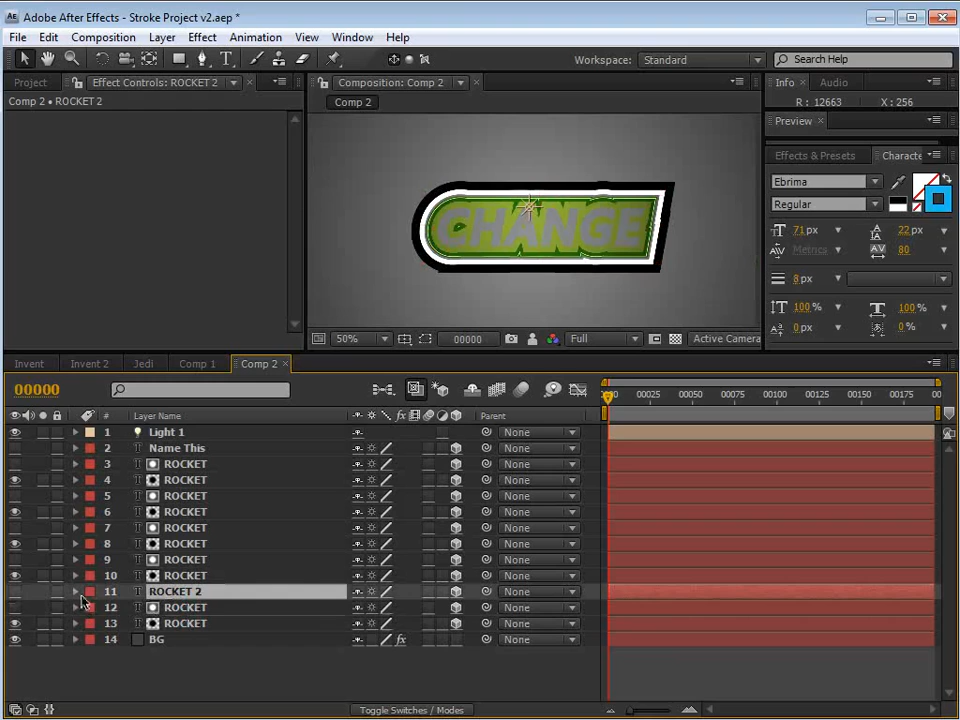 Adobe After Effects - Stroke Project v2.aep *
File Edit Composition Layer Effect Animation View Window Help
Workspace: Standard Search Help
Project Effect Controls: ROCKET 2 Composition: Comp 2 Info Audio
Comp 2 • ROCKET 2 Comp 2 R : 12663 X : 256
Preview
Effects & Presets Characte
Ebrima
Regular
71 px 22 px
Metrics 80
8 px
100 % 100 %
0 px 0 %
CHANGE
50% 00000 Full Active Camera
Invent Invent 2 Jedi Comp 1 Comp 2
00000 00025 00050 00075 00100 00125 00150 00175 00
# Layer Name Parent
1 Light 1 None
2 Name This None
3 ROCKET None
4 ROCKET None
5 ROCKET None
6 ROCKET None
7 ROCKET None
8 ROCKET None
9 ROCKET None
10 ROCKET None
11 ROCKET 2 None
12 ROCKET None
13 ROCKET None
14 BG fx None
Toggle Switches / Modes